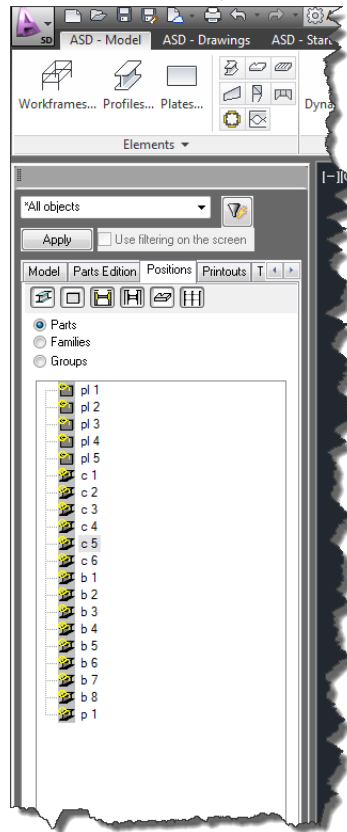 SD
ASD - Model ASD - Drawings ASD - Start
Workframes... Profiles... Plates...
Dyna
Elements
[−]
*All objects
Apply Use filtering on the screen
Model Parts Edition Positions Printouts T
Parts
Families
Groups
pl 1
pl 2
pl 3
pl 4
pl 5
c 1
c 2
c 3
c 4
c 5
c 6
b 1
b 2
b 3
b 4
b 5
b 6
b 7
b 8
p 1